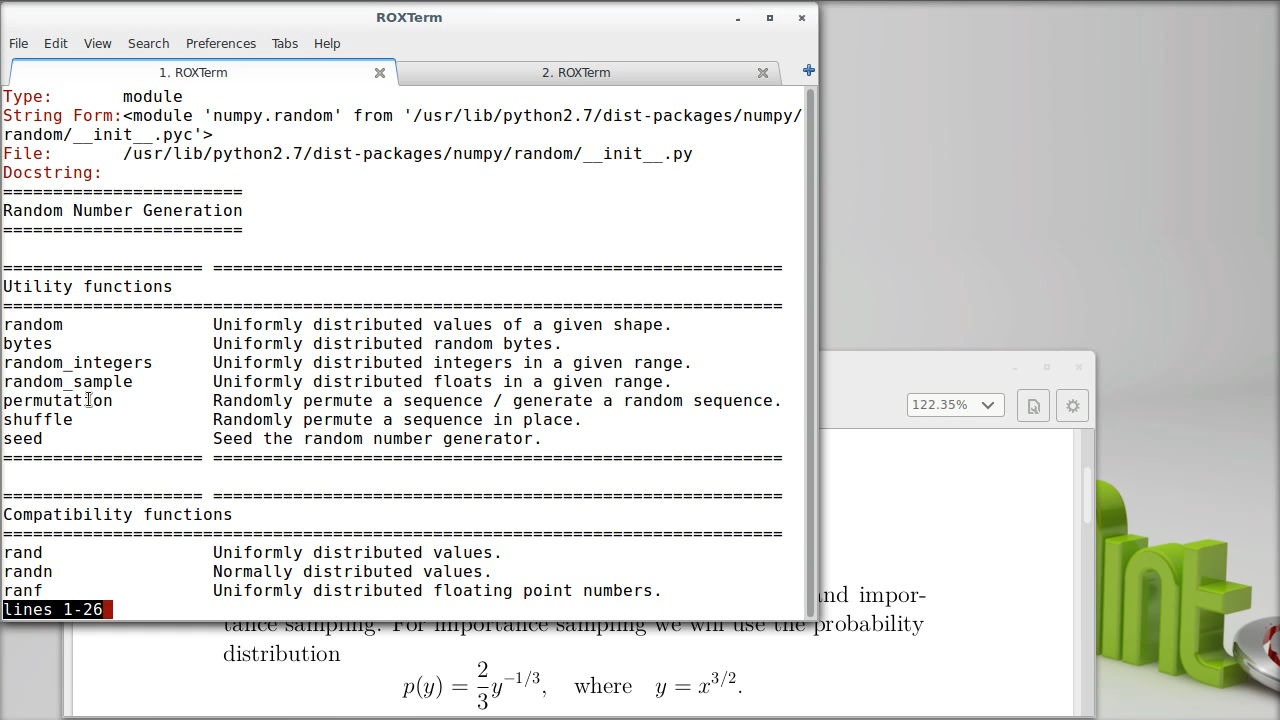 ROXTerm
File Edit View Search Preferences Tabs Help
1. ROXTerm 2. ROXTerm
Type: module
String Form:<module 'numpy.random' from '/usr/lib/python2.7/dist-packages/numpy/
random/__init__.pyc'>
File: /usr/lib/python2.7/dist-packages/numpy/random/__init__.py
Docstring:
========================
Random Number Generation
========================
==================== =========================================================
Utility functions
==============================================================================
random Uniformly distributed values of a given shape.
bytes Uniformly distributed random bytes.
random_integers Uniformly distributed integers in a given range.
random_sample Uniformly distributed floats in a given range.
permutation Randomly permute a sequence / generate a random sequence.
shuffle Randomly permute a sequence in place.
seed Seed the random number generator.
==================== =========================================================
==================== =========================================================
Compatibility functions
==============================================================================
rand Uniformly distributed values.
randn Normally distributed values.
ranf Uniformly distributed floating point numbers.
lines 1-26
122.35%
and impor-
tance sampling. For importance sampling we will use the probability
distribution
p(y) = 2/3 y^{-1/3}, where y = x^{3/2}.